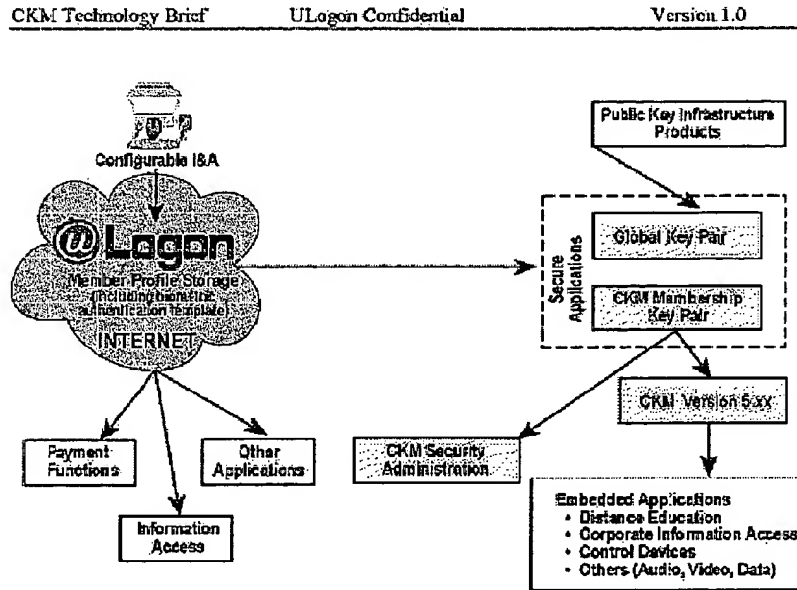 CKM Technology Brief ULogon Confidential Version 1.0
Configurable I&A
@Logon
Member Profile Storage
(including biometric
authentication template)
INTERNET
Payment
Functions
Information
Access
Other
Applications
Public Key Infrastructure
Products
Secure
Applications
Global Key Pair
CKM Membership
Key Pair
CKM Security
Administration
CKM Version 5.xx
Embedded Applications
• Distance Education
• Corporate Information Access
• Control Devices
• Others (Audio, Video, Data)